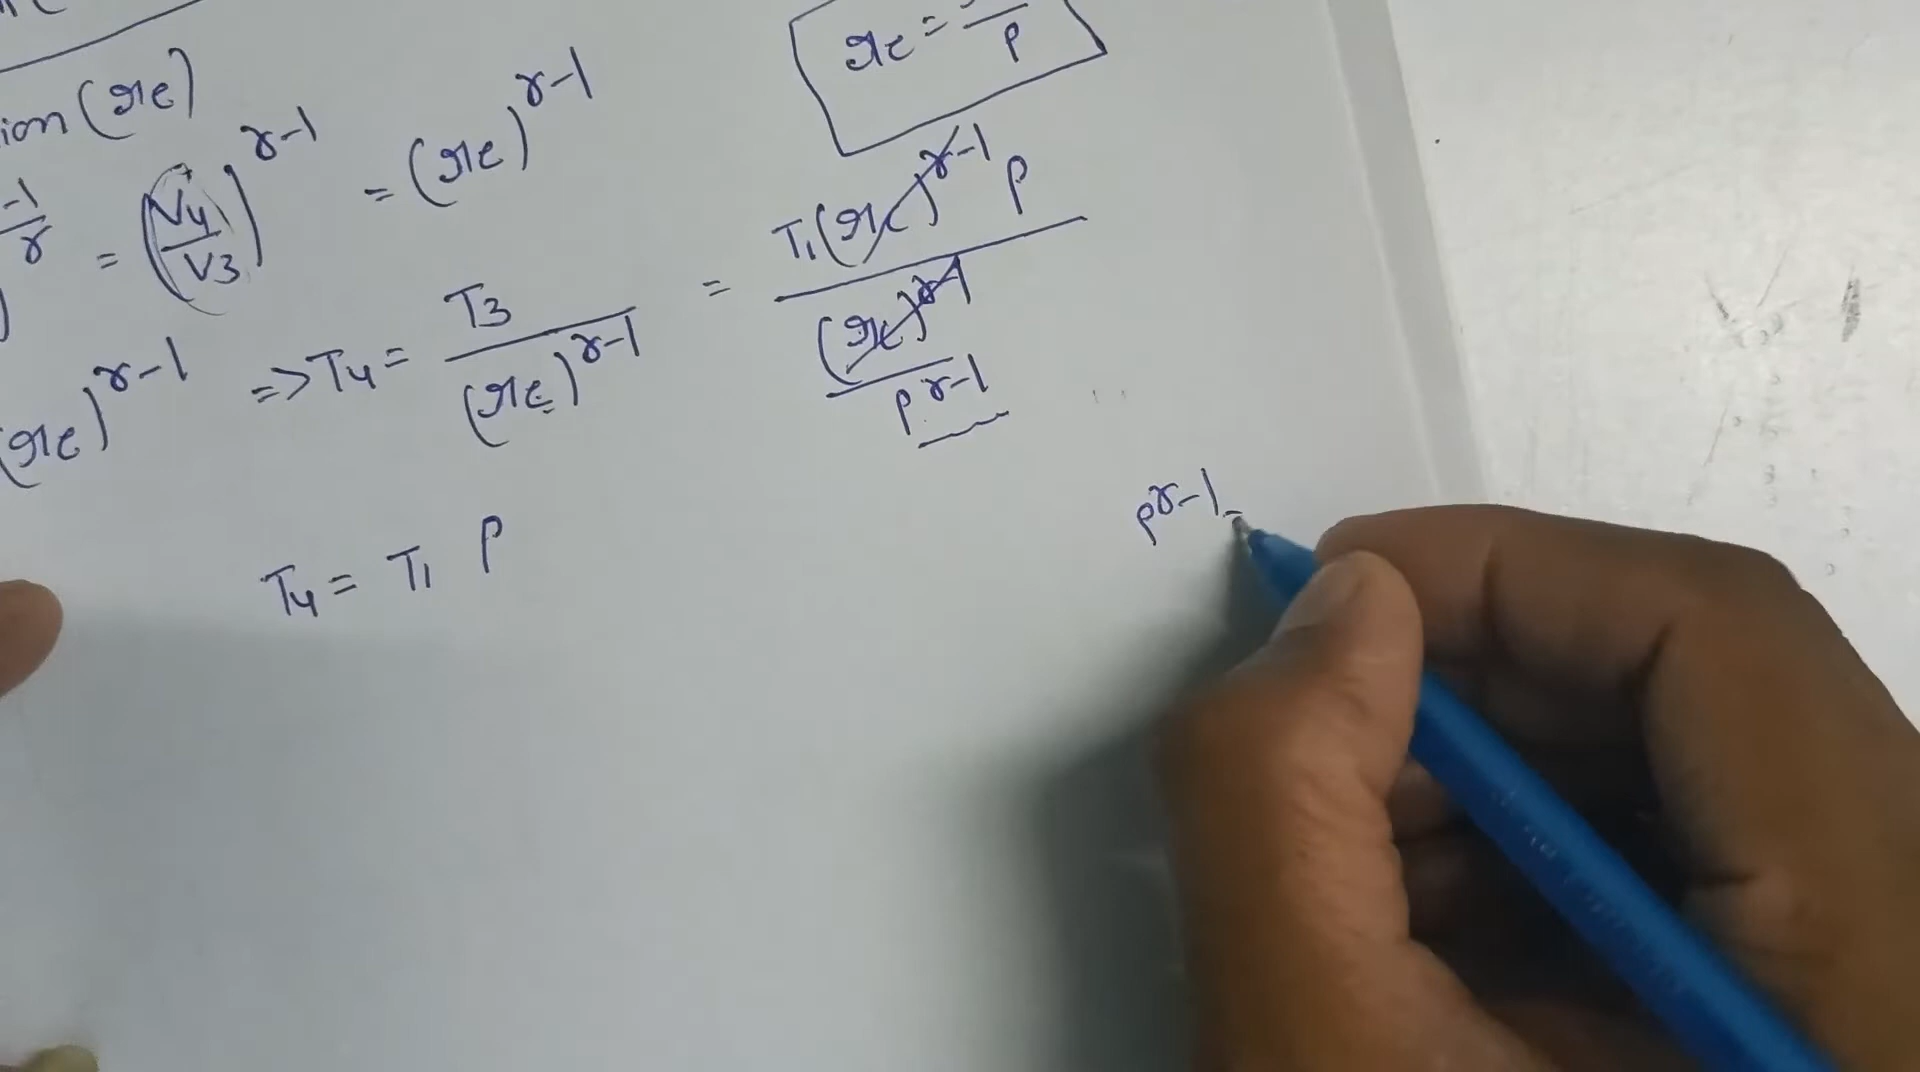 re = /ρ
ion (re)
-1/γ = (V4/V3)^γ-1 = (re)^γ-1
(re)^γ-1 => T4 = T3/(re)^γ-1 = T1(rc)^γ-1 ρ/(rc)^γ-1/ρ^γ-1
ρ^γ-1 =
T4 = T1 ρ